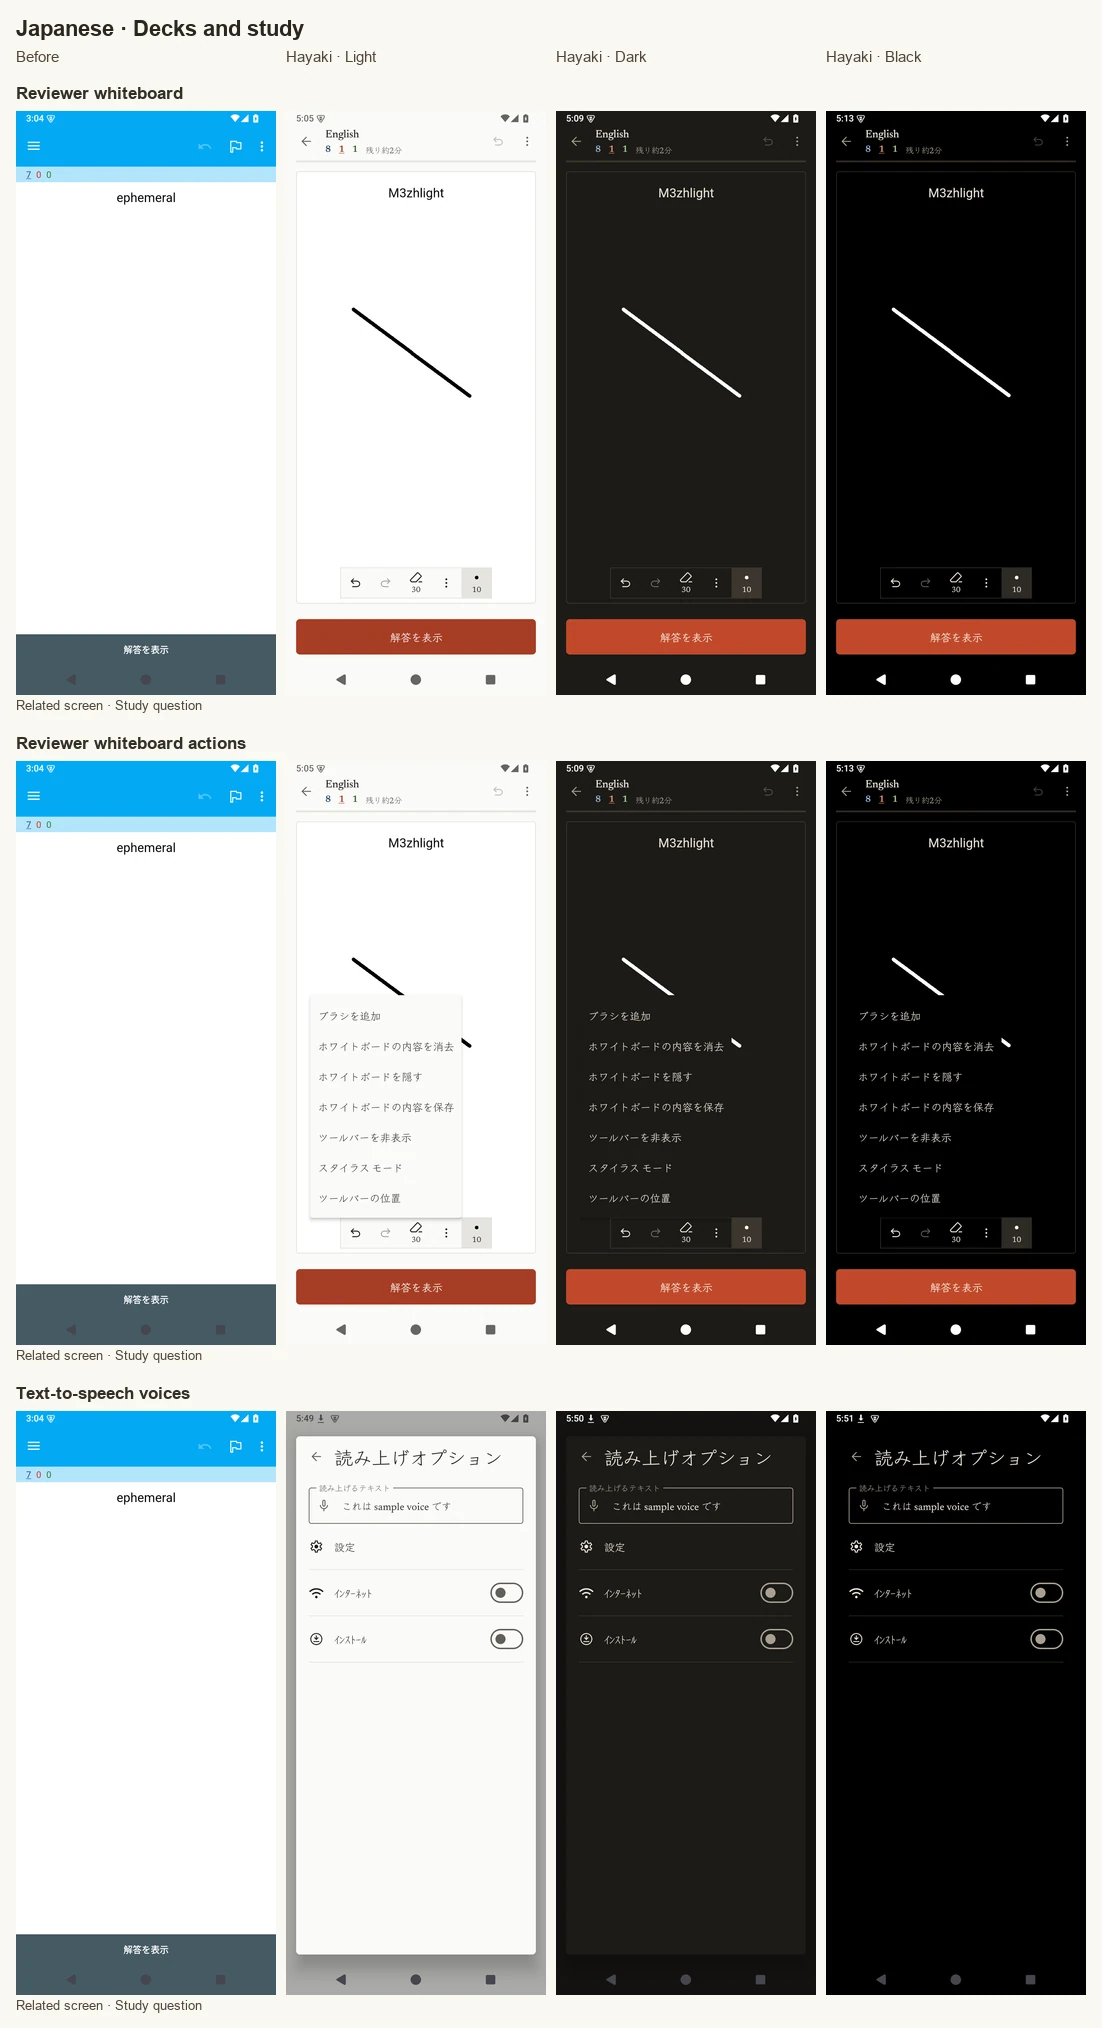 Japanese · Decks and study
Before
Hayaki · Light
Hayaki · Dark
Hayaki · Black
Reviewer whiteboard
3:04
7 0 0
ephemeral
解答を表示
5:05
English
8 1 1 残り約2分
M3zhlight
30
10
解答を表示
5:09
English
8 1 1 残り約2分
M3zhlight
30
10
解答を表示
5:13
English
8 1 1 残り約2分
M3zhlight
30
10
解答を表示
Related screen · Study question
Reviewer whiteboard actions
3:04
7 0 0
ephemeral
解答を表示
5:05
English
8 1 1 残り約2分
M3zhlight
ブラシを追加
ホワイトボードの内容を消去
ホワイトボードを隠す
ホワイトボードの内容を保存
ツールバーを非表示
スタイラス モード
ツールバーの位置
30
10
解答を表示
5:09
English
8 1 1 残り約2分
M3zhlight
ブラシを追加
ホワイトボードの内容を消去
ホワイトボードを隠す
ホワイトボードの内容を保存
ツールバーを非表示
スタイラス モード
ツールバーの位置
30
10
解答を表示
5:13
English
8 1 1 残り約2分
M3zhlight
ブラシを追加
ホワイトボードの内容を消去
ホワイトボードを隠す
ホワイトボードの内容を保存
ツールバーを非表示
スタイラス モード
ツールバーの位置
30
10
解答を表示
Related screen · Study question
Text-to-speech voices
3:04
7 0 0
ephemeral
解答を表示
5:49
読み上げオプション
読み上げるテキスト
これは sample voice です
設定
インターネット
インストール
5:50
読み上げオプション
読み上げるテキスト
これは sample voice です
設定
インターネット
インストール
5:51
読み上げオプション
読み上げるテキスト
これは sample voice です
設定
インターネット
インストール
Related screen · Study question